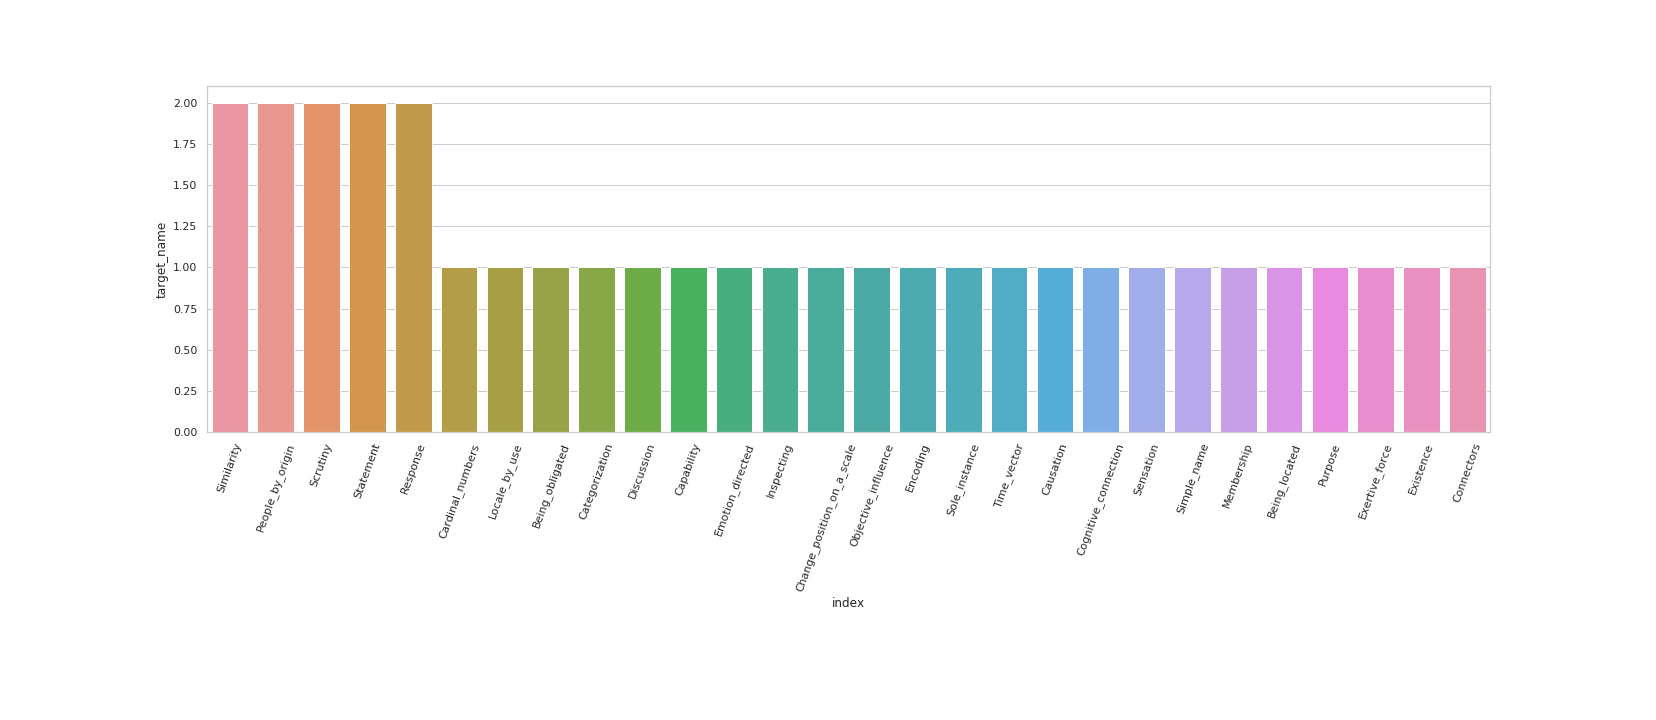 2.00
1.75
1.50
1.25
1.00
0.75
0.50
0.25
0.00
target_name
Similarity
People_by_origin
Scrutiny
Statement
Response
Cardinal_numbers
Locale_by_use
Being_obligated
Categorization
Discussion
Capability
Emotion_directed
Inspecting
Change_position_on_a_scale
Objective_influence
Encoding
Sole_instance
Time_vector
Causation
Cognitive_connection
Sensation
Simple_name
Membership
Being_located
Purpose
Exertive_force
Existence
Connectors
index